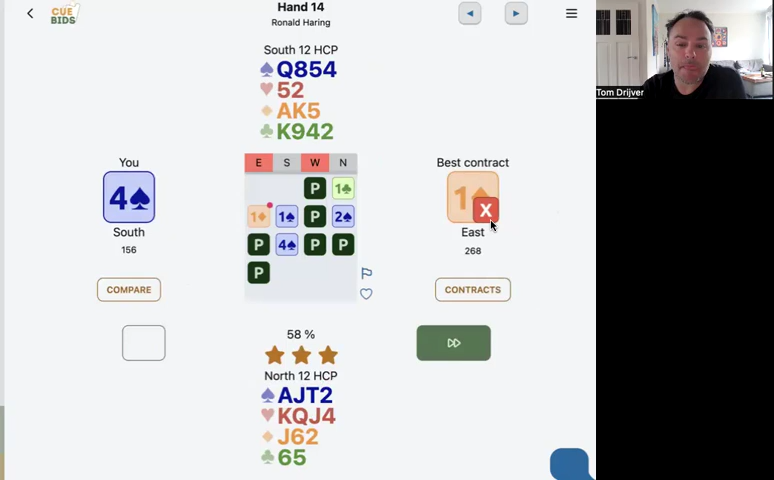 Hand 14
CUE
BIDS
Ronald Haring
Tom Drijver
South 12 HCP
Q854
52
AK5
K942
You
4♠
South
156
COMPARE
E S W N
P 1♣
1♦ 1♠ P 2♠
P 4♠ P P
P
Best contract
1♦ X
East
268
CONTRACTS
58 %
North 12 HCP
AJT2
KQJ4
J62
65